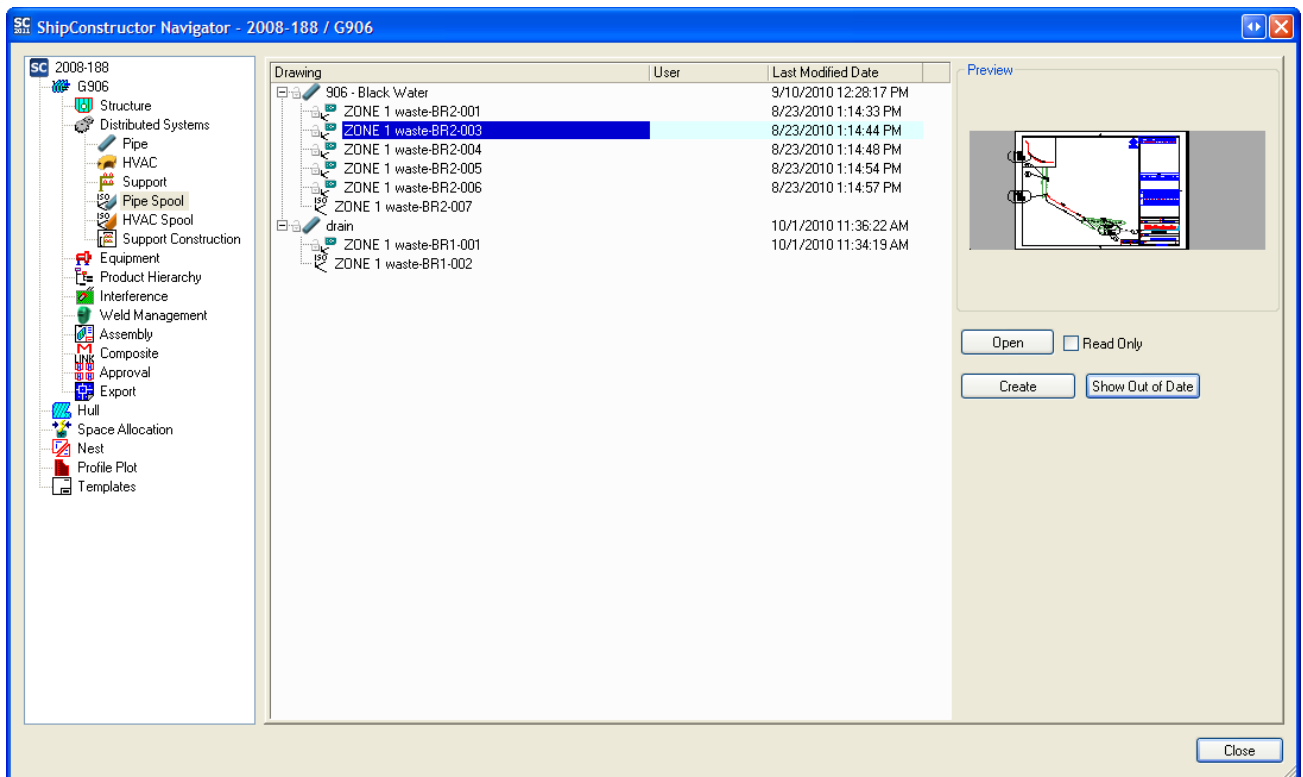 SC 2011 ShipConstructor Navigator - 2008-188 / G906
SC 2008-188
G906
Structure
Distributed Systems
Pipe
HVAC
Support
ISO Pipe Spool
ISO HVAC Spool
Support Construction
Equipment
Product Hierarchy
Interference
Weld Management
Assembly
M LINK Composite
Approval
Export
Hull
Space Allocation
Nest
Profile Plot
Templates
Drawing User Last Modified Date
906 - Black Water 9/10/2010 12:28:17 PM
ZONE 1 waste-BR2-001 8/23/2010 1:14:33 PM
ZONE 1 waste-BR2-003 8/23/2010 1:14:44 PM
ZONE 1 waste-BR2-004 8/23/2010 1:14:48 PM
ZONE 1 waste-BR2-005 8/23/2010 1:14:54 PM
ZONE 1 waste-BR2-006 8/23/2010 1:14:57 PM
ISO ZONE 1 waste-BR2-007
drain 10/1/2010 11:36:22 AM
ZONE 1 waste-BR1-001 10/1/2010 11:34:19 AM
ISO ZONE 1 waste-BR1-002
Preview
Open Read Only
Create Show Out of Date
Close